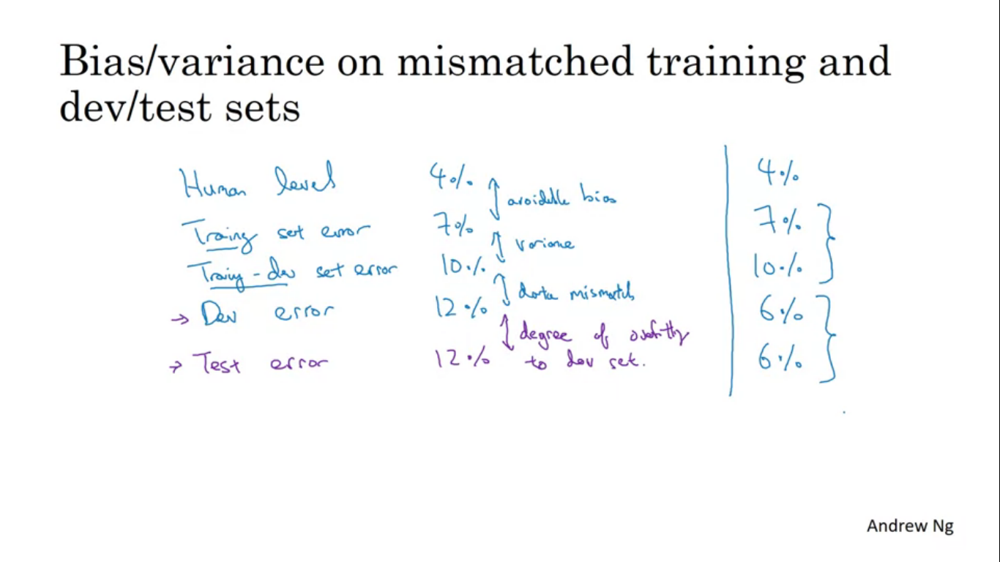 Bias/variance on mismatched training and
dev/test sets
Human level 4% 4%
avoidable bias
Training set error 7% 7%
variance
Training-dev set error 10% 10%
data mismatch
→ Dev error 12% 6%
degree of overfitting
→ Test error 12% to dev set. 6%
Andrew Ng